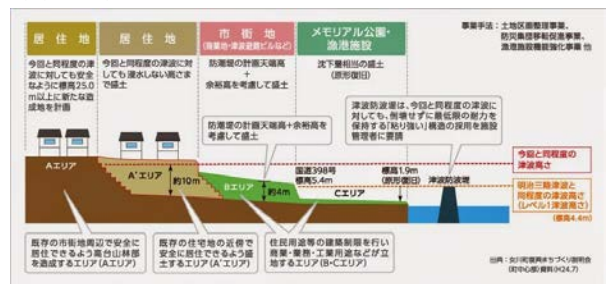 居住地
居住地
市街地
(商業地・津波避難ビルなど)
メモリアル公園・
漁港施設
事業手法:土地区画整理事業、
防災集団移転促進事業、
漁港施設機能強化事業 他
今回と同程度の津
波に対しても安全
なように標高25.0
m以上に新たな造
成地を計画
今回と同程度の津波に対
しても浸水しない高さま
で盛土
防潮堤の計画天端高
+
余裕高を考慮して盛土
沈下量相当の盛土
(原形復旧)
防潮堤の計画天端高+余裕高を
考慮して盛土
津波防波堤は、今回と同程度の津波に
対しても、倒壊せずに最低限の耐力を
保持する「粘り強い」構造の採用を施設
管理者に要請
今回と同程度の
津波高さ
Aエリア
A'エリア
約10m
Bエリア
約4m
国道398号
標高5.4m
Cエリア
標高1.9m
(原形復旧)
津波防波堤
明治三陸津波と
同程度の津波高さ
(レベル1津波高さ)
(標高4.4m)
既存の市街地周辺で安全に
居住できるよう高台山林部
を造成するエリア(Aエリア)
既存の住宅地の近傍で
安全に居住できるよう盛
土するエリア(A'エリア)
住民用途等の建築制限を行い
商業・業務・工業用途などが立
地するエリア(B・Cエリア)
出典:女川町復興まちづくり説明会
(町中心部)資料(H24.7)